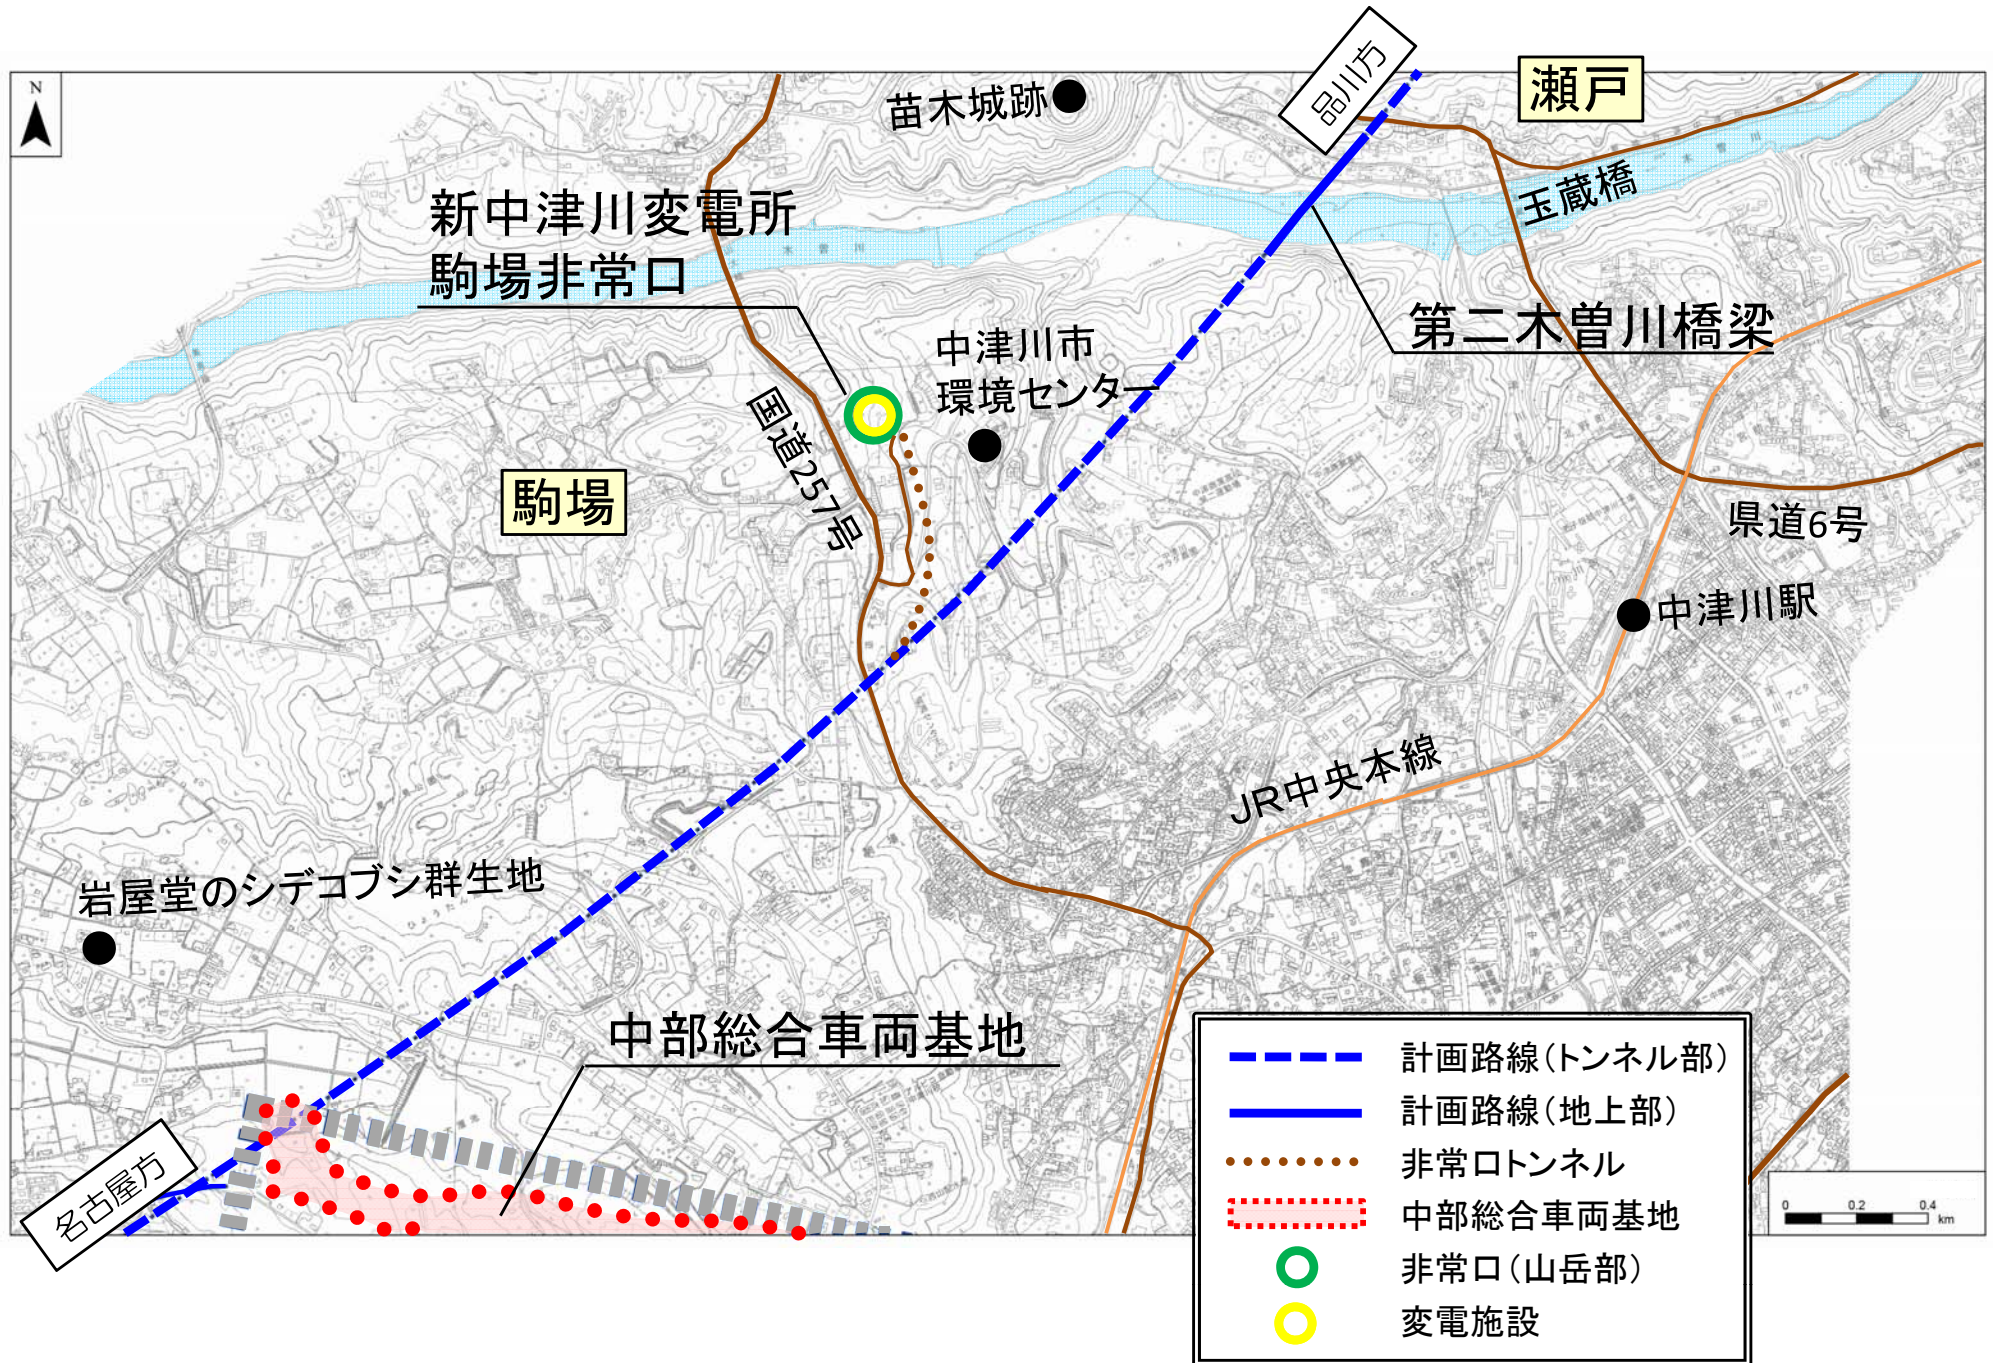 N
苗木城跡
品川方
瀬戸
新中津川変電所
駒場非常口
木曽川
木曽川
玉蔵橋
第二木曽川橋梁
中津川市
環境センター
国道257号
駒場
県道6号
中津川駅
JR中央本線
岩屋堂のシデコブシ群生地
中部総合車両基地
名古屋方
計画路線(トンネル部)
計画路線(地上部)
非常口トンネル
中部総合車両基地
非常口(山岳部)
変電施設
0 0.2 0.4
km